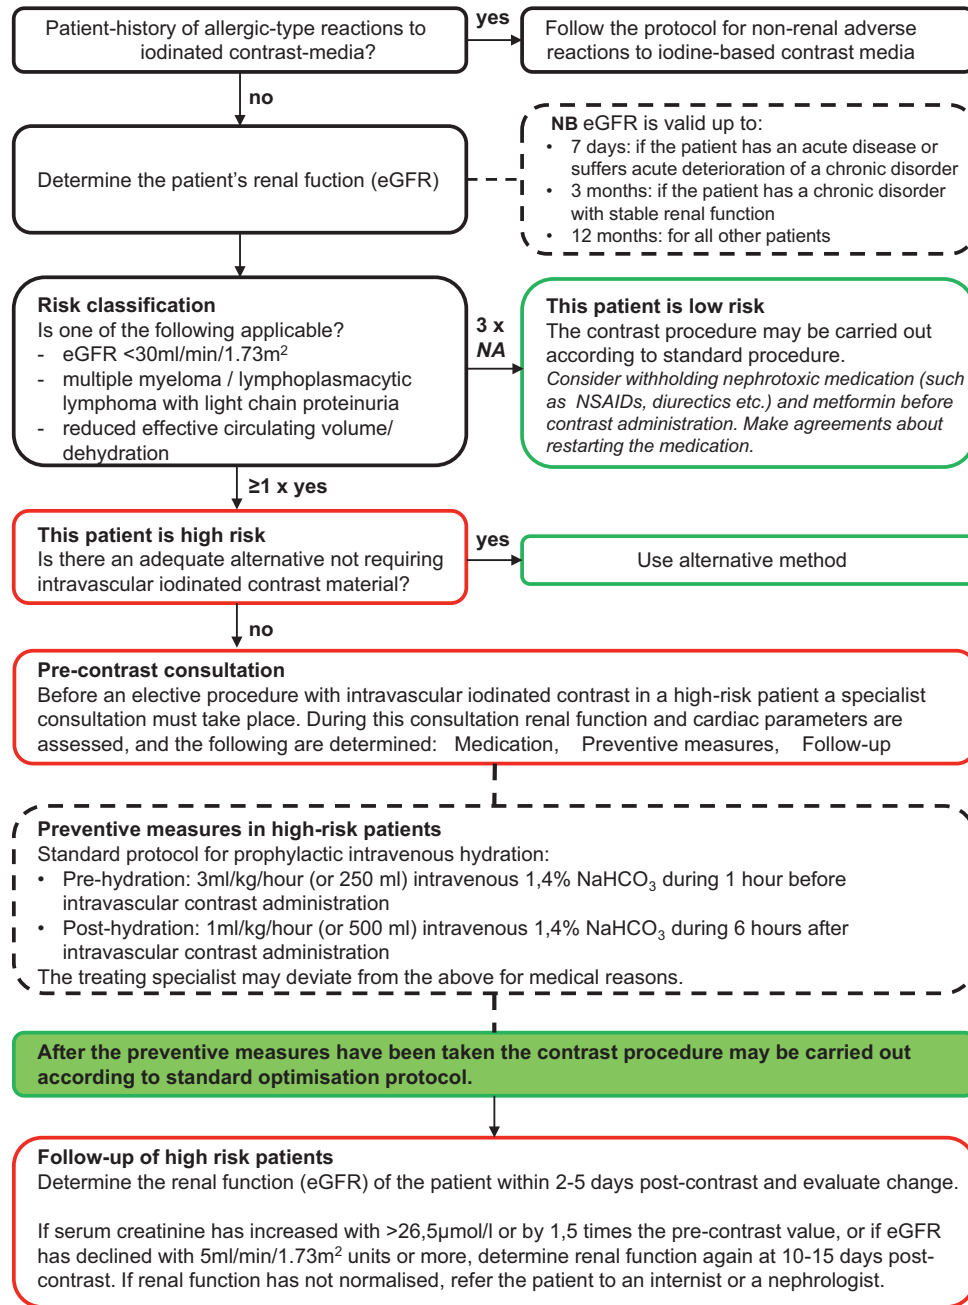 Patient-history of allergic-type reactions to
iodinated contrast-media?
yes
Follow the protocol for non-renal adverse
reactions to iodine-based contrast media
no
Determine the patient's renal fuction (eGFR)
NB eGFR is valid up to:
• 7 days: if the patient has an acute disease or
suffers acute deterioration of a chronic disorder
• 3 months: if the patient has a chronic disorder
with stable renal function
• 12 months: for all other patients
Risk classification
Is one of the following applicable?
- eGFR <30ml/min/1.73m²
- multiple myeloma / lymphoplasmacytic
lymphoma with light chain proteinuria
- reduced effective circulating volume/
dehydration
3 x
NA
This patient is low risk
The contrast procedure may be carried out
according to standard procedure.
Consider withholding nephrotoxic medication (such
as NSAIDs, diurectics etc.) and metformin before
contrast administration. Make agreements about
restarting the medication.
≥1 x yes
This patient is high risk
Is there an adequate alternative not requiring
intravascular iodinated contrast material?
yes
Use alternative method
no
Pre-contrast consultation
Before an elective procedure with intravascular iodinated contrast in a high-risk patient a specialist
consultation must take place. During this consultation renal function and cardiac parameters are
assessed, and the following are determined: Medication, Preventive measures, Follow-up
Preventive measures in high-risk patients
Standard protocol for prophylactic intravenous hydration:
• Pre-hydration: 3ml/kg/hour (or 250 ml) intravenous 1,4% NaHCO₃ during 1 hour before
intravascular contrast administration
• Post-hydration: 1ml/kg/hour (or 500 ml) intravenous 1,4% NaHCO₃ during 6 hours after
intravascular contrast administration
The treating specialist may deviate from the above for medical reasons.
After the preventive measures have been taken the contrast procedure may be carried out
according to standard optimisation protocol.
Follow-up of high risk patients
Determine the renal function (eGFR) of the patient within 2-5 days post-contrast and evaluate change.
If serum creatinine has increased with >26,5µmol/l or by 1,5 times the pre-contrast value, or if eGFR
has declined with 5ml/min/1.73m² units or more, determine renal function again at 10-15 days post-
contrast. If renal function has not normalised, refer the patient to an internist or a nephrologist.